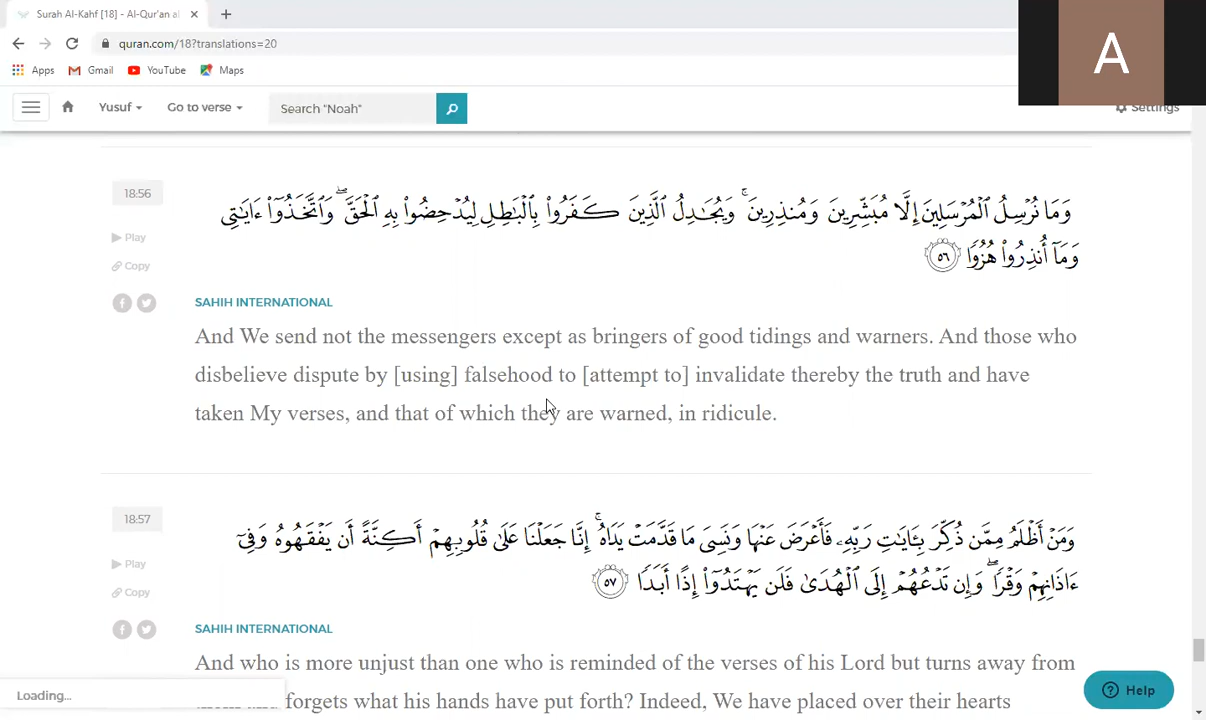 Surah Al-Kahf [18] - Al-Qur'an al
quran.com/18?translations=20
Apps Gmail YouTube Maps
A
Yusuf Go to verse Search "Noah" Settings
18:56
وَمَا نُرْسِلُ ٱلْمُرْسَلِينَ إِلَّا مُبَشِّرِينَ وَمُنذِرِينَ ۚ وَيُجَـٰدِلُ ٱلَّذِينَ كَفَرُوا۟ بِٱلْبَـٰطِلِ لِيُدْحِضُوا۟ بِهِ ٱلْحَقَّ ۖ وَٱتَّخَذُوٓا۟ ءَايَـٰتِى
وَمَآ أُنذِرُوا۟ هُزُوًا ٥٦
Play
Copy
SAHIH INTERNATIONAL
And We send not the messengers except as bringers of good tidings and warners. And those who
disbelieve dispute by [using] falsehood to [attempt to] invalidate thereby the truth and have
taken My verses, and that of which they are warned, in ridicule.
18:57
وَمَنْ أَظْلَمُ مِمَّن ذُكِّرَ بِـَٔايَـٰتِ رَبِّهِۦ فَأَعْرَضَ عَنْهَا وَنَسِىَ مَا قَدَّمَتْ يَدَاهُ ۚ إِنَّا جَعَلْنَا عَلَىٰ قُلُوبِهِمْ أَكِنَّةً أَن يَفْقَهُوهُ وَفِىٓ
ءَاذَانِهِمْ وَقْرًا ۖ وَإِن تَدْعُهُمْ إِلَى ٱلْهُدَىٰ فَلَن يَهْتَدُوٓا۟ إِذًا أَبَدًا ٥٧
Play
Copy
SAHIH INTERNATIONAL
And who is more unjust than one who is reminded of the verses of his Lord but turns away from
forgets what his hands have put forth? Indeed, We have placed over their hearts
Loading...
Help